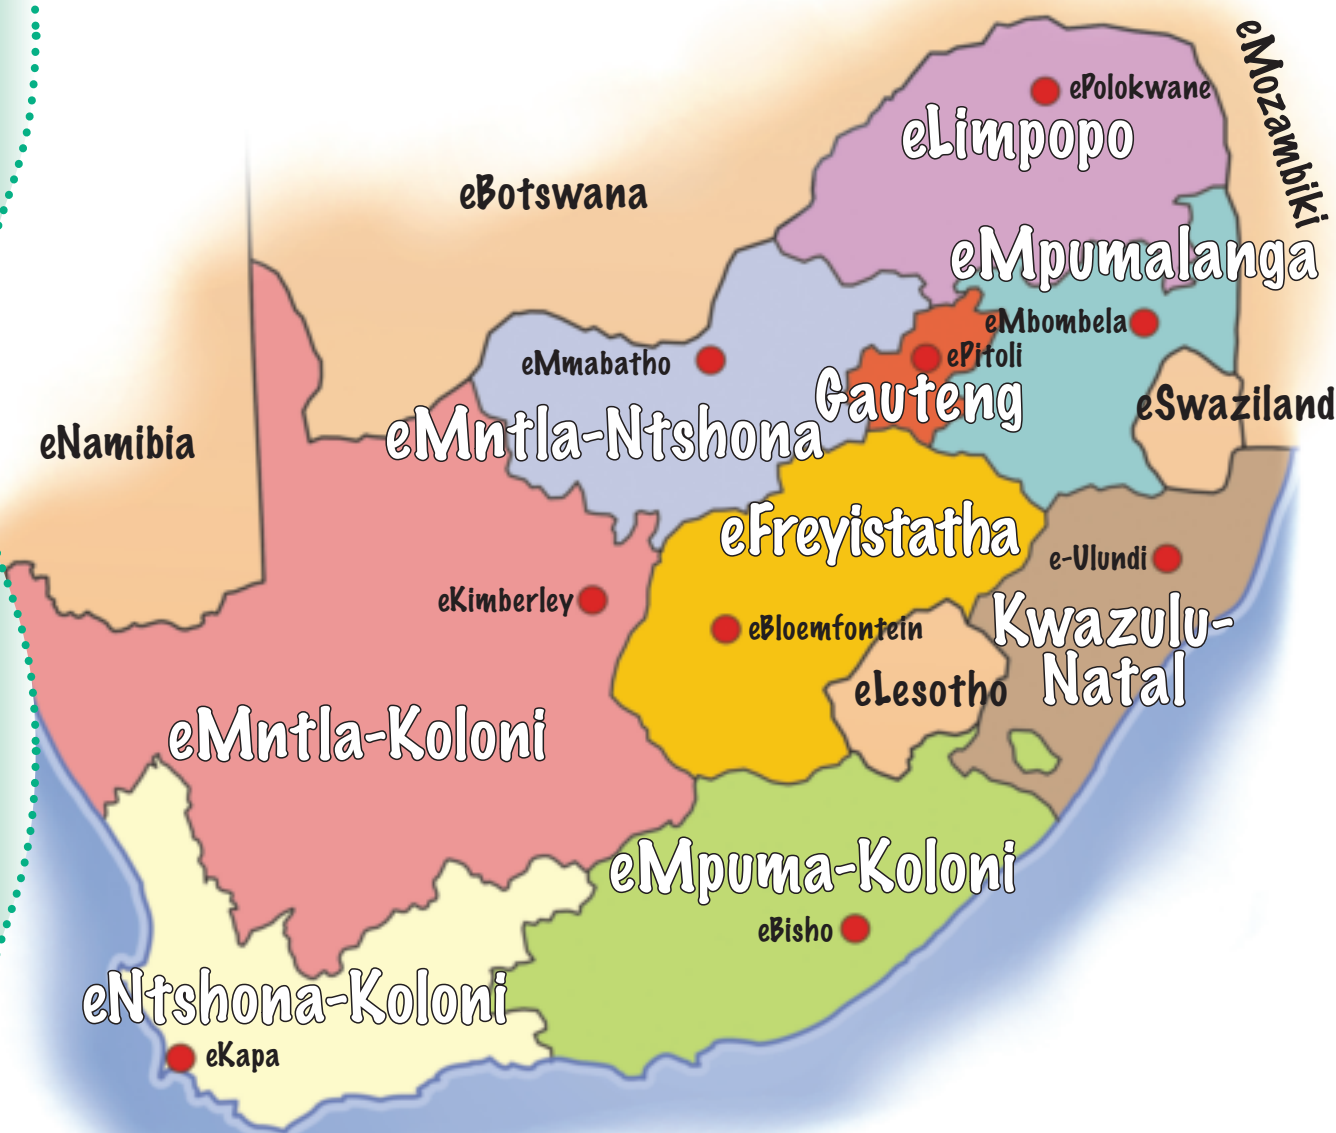 eMozambiki
ePolokwane
eLimpopo
eBotswana
eMpumalanga
eMbombela
ePitoli
eMmabatho
Gauteng
eSwaziland
eMntla-Ntshona
eNamibia
eFreyistatha
e-Ulundi
eKimberley
eBloemfontein
Kwazulu-
Natal
eLesotho
eMntla-Koloni
eMpuma-Koloni
eBisho
eNtshona-Koloni
eKapa